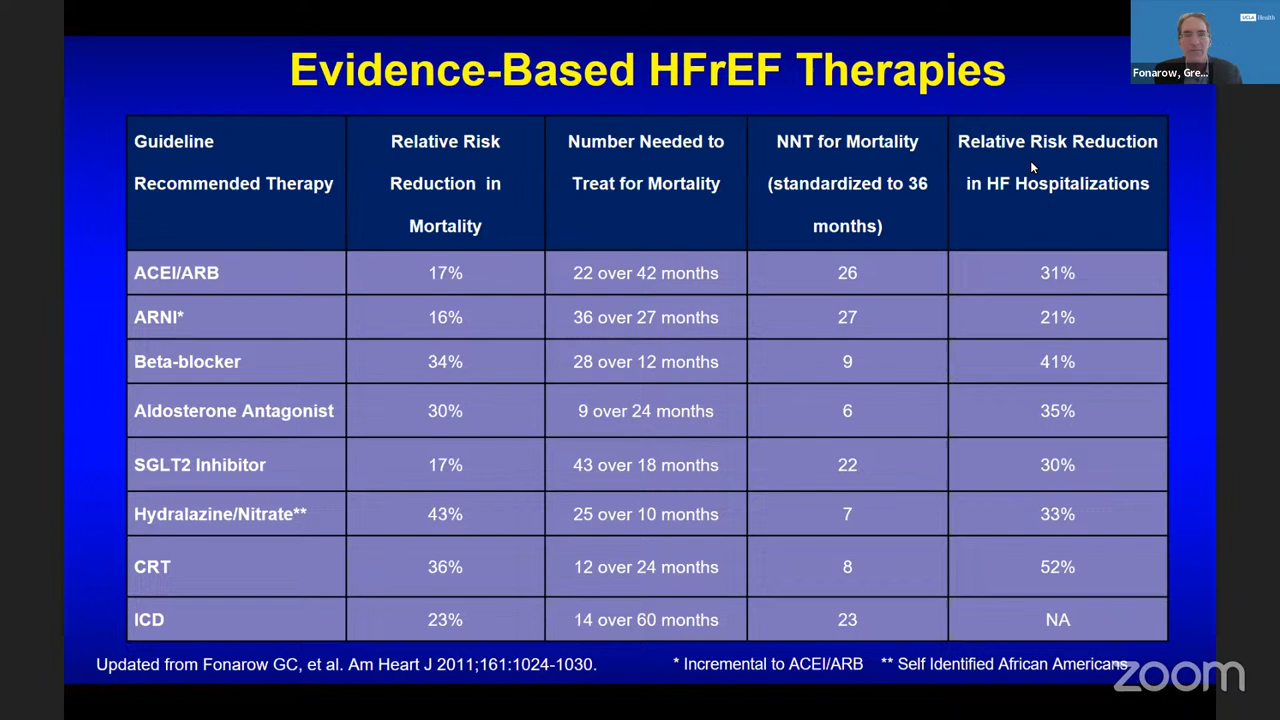 UCLA Health
Fonarow, Gre...
Evidence-Based HFrEF Therapies
Guideline
Recommended Therapy
Relative Risk
Reduction in
Mortality
Number Needed to
Treat for Mortality
NNT for Mortality
(standardized to 36
months)
Relative Risk Reduction
in HF Hospitalizations
ACEI/ARB 17% 22 over 42 months 26 31%
ARNI* 16% 36 over 27 months 27 21%
Beta-blocker 34% 28 over 12 months 9 41%
Aldosterone Antagonist 30% 9 over 24 months 6 35%
SGLT2 Inhibitor 17% 43 over 18 months 22 30%
Hydralazine/Nitrate** 43% 25 over 10 months 7 33%
CRT 36% 12 over 24 months 8 52%
ICD 23% 14 over 60 months 23 NA
Updated from Fonarow GC, et al. Am Heart J 2011;161:1024-1030. * Incremental to ACEI/ARB ** Self Identified African Americans
zoom